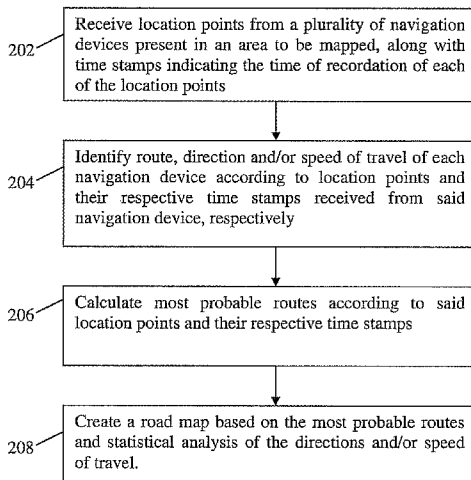 Receive location points from a plurality of navigation
devices present in an area to be mapped, along with
time stamps indicating the time of recordation of each
of the location points
202
Identify route, direction and/or speed of travel of each
navigation device according to location points and
their respective time stamps received from said
navigation device, respectively
204
Calculate most probable routes according to said
location points and their respective time stamps
206
Create a road map based on the most probable routes
and statistical analysis of the directions and/or speed
of travel.
208